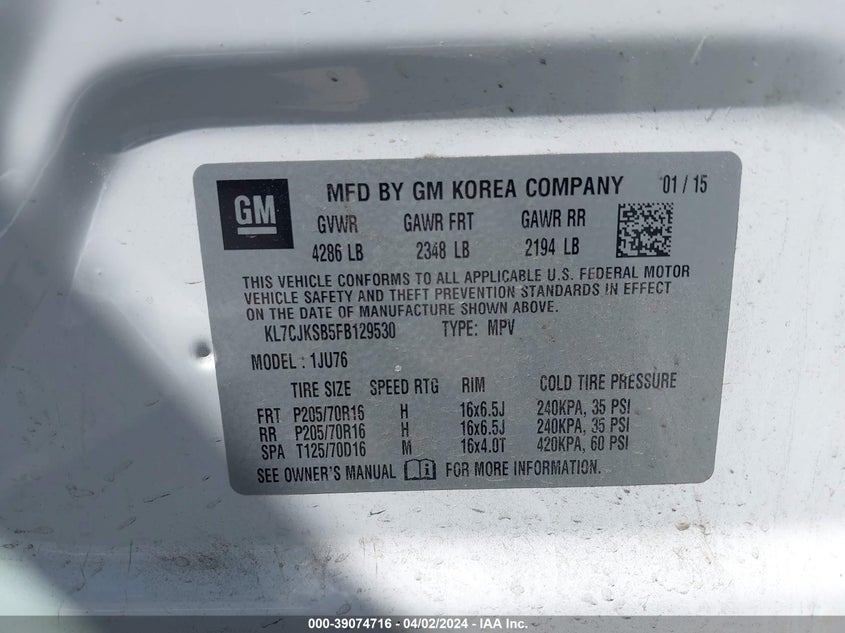 GM MFD BY GM KOREA COMPANY 01/15
GVWR GAWR FRT GAWR RR
4286 LB 2348 LB 2194 LB
THIS VEHICLE CONFORMS TO ALL APPLICABLE U.S. FEDERAL MOTOR
VEHICLE SAFETY AND THEFT PREVENTION STANDARDS IN EFFECT
ON THE DATE OF MANUFACTURE SHOWN ABOVE.
KL7CJKSB5FB129530 TYPE: MPV
MODEL : 1JU76
TIRE SIZE SPEED RTG RIM COLD TIRE PRESSURE
FRT P205/70R16 H 16x6.5J 240KPA, 35 PSI
RR P205/70R16 H 16x6.5J 240KPA, 35 PSI
SPA T125/70D16 M 16x4.0T 420KPA, 60 PSI
SEE OWNER'S MANUAL FOR MORE INFORMATION.
000-39074716 - 04/02/2024 - IAA Inc.